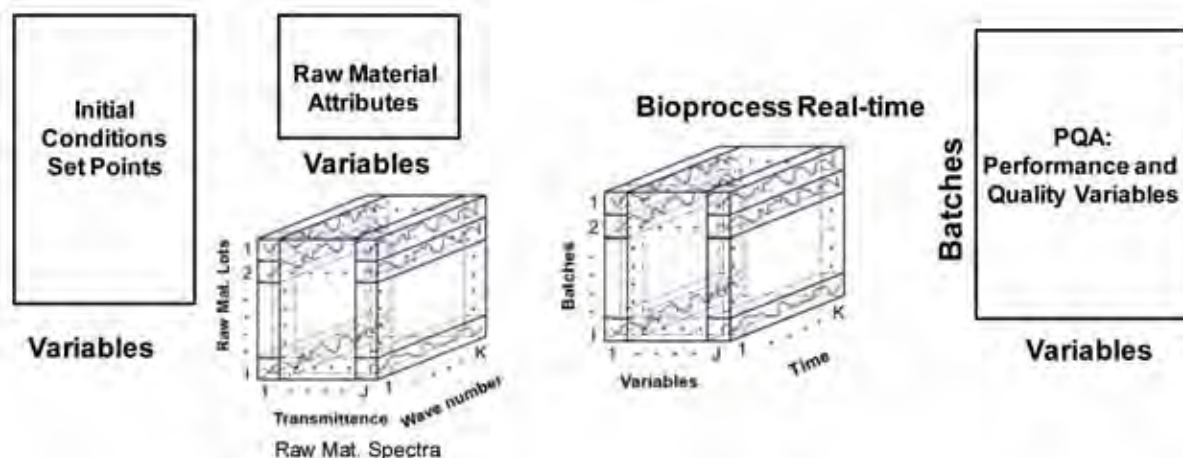 Initial
Conditions
Set Points
Variables
Raw Material
Attributes
Variables
Raw Mat. Lots
1
2
I
1
J
1
K
Transmittence
Wave number
Raw Mat. Spectra
Bioprocess Real-time
Batches
1
2
I
1
J
1
K
Variables
Time
Batches
PQA:
Performance and
Quality Variables
Variables